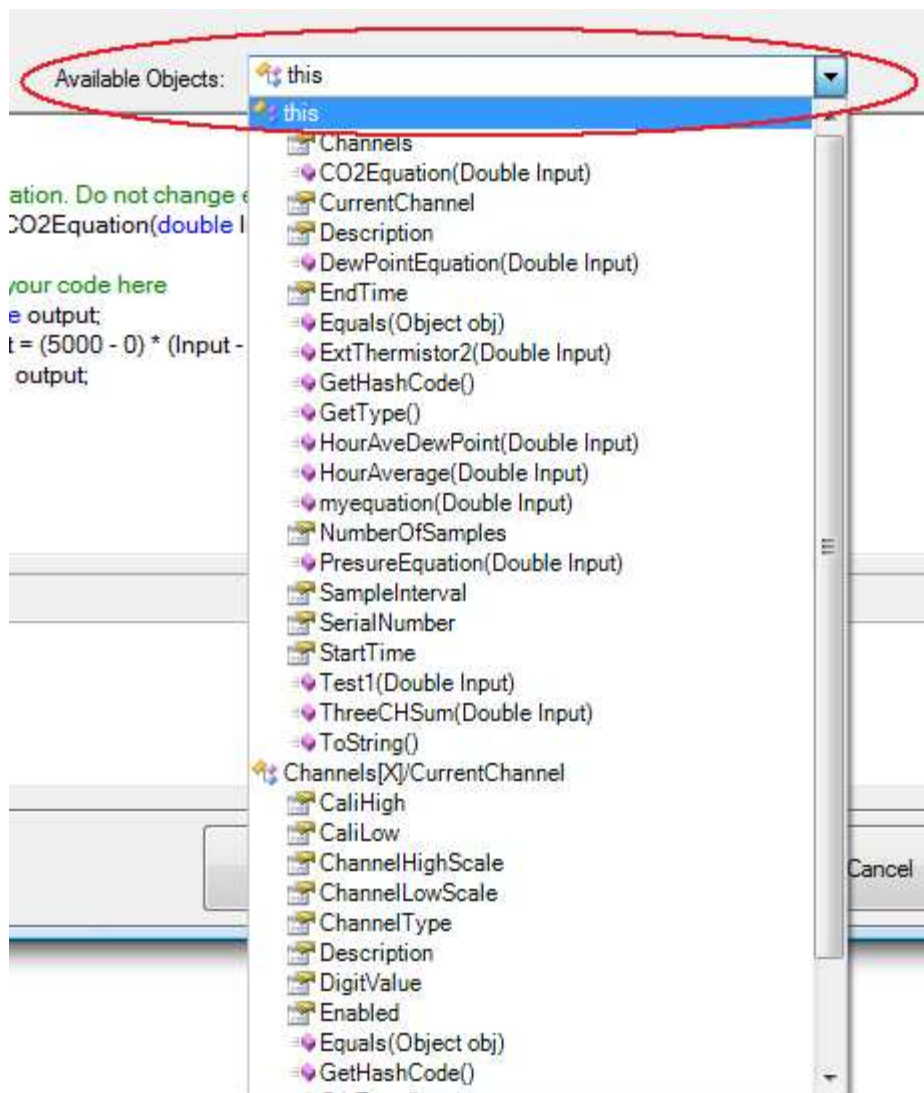 Available Objects: this
this
Channels
CO2Equation(Double Input)
ation. Do not change e
CurrentChannel
CO2Equation(double I
Description
DewPointEquation(Double Input)
your code here
EndTime
e output;
Equals(Object obj)
t = (5000 - 0) * (Input -
ExtThermistor2(Double Input)
output;
GetHashCode()
GetType()
HourAveDewPoint(Double Input)
HourAverage(Double Input)
myequation(Double Input)
NumberOfSamples
PresureEquation(Double Input)
SampleInterval
SerialNumber
StartTime
Test1(Double Input)
ThreeCHSum(Double Input)
ToString()
Channels[X]/CurrentChannel
CaliHigh
CaliLow
ChannelHighScale
Cancel
ChannelLowScale
ChannelType
Description
DigitValue
Enabled
Equals(Object obj)
GetHashCode()